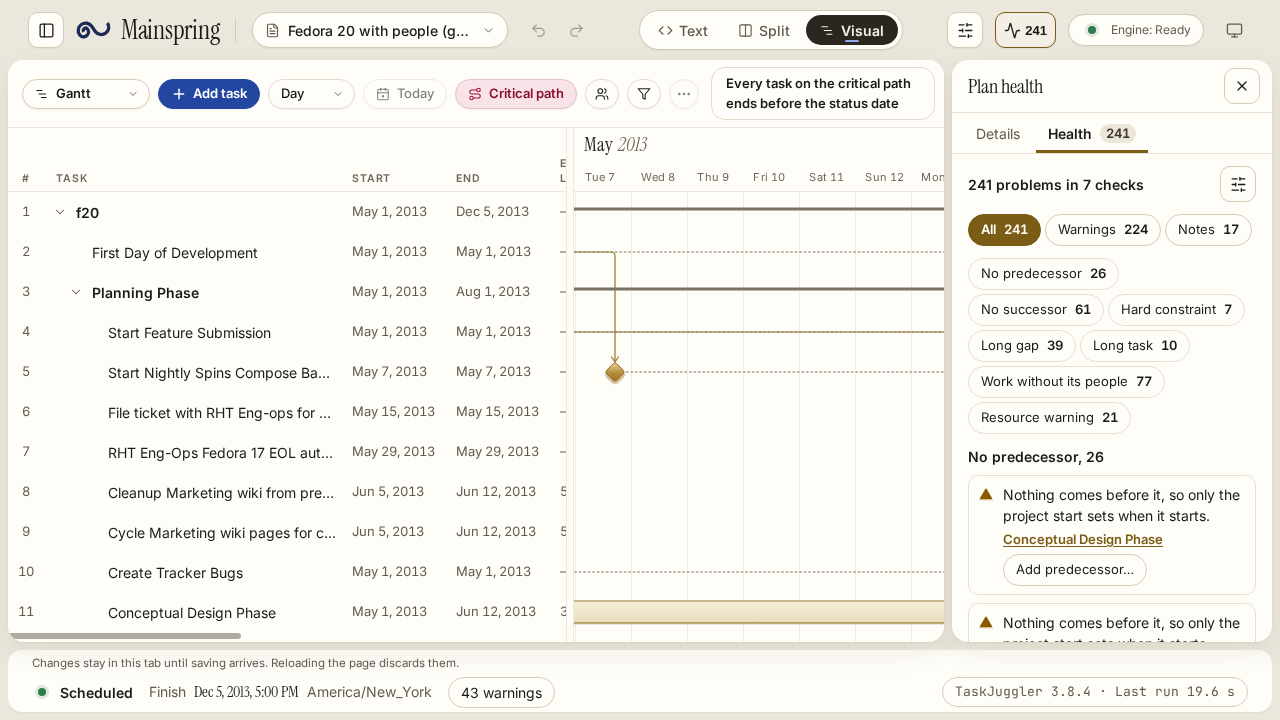 Mainspring
Fedora 20 with people (g...
Text
Split
Visual
241
Engine: Ready
Gantt
Add task
Day
Today
Critical path
Every task on the critical path
ends before the status date
# TASK START END
May 2013
Tue 7 Wed 8 Thu 9 Fri 10 Sat 11 Sun 12 Mon
1 f20 May 1, 2013 Dec 5, 2013
2 First Day of Development May 1, 2013 May 1, 2013
3 Planning Phase May 1, 2013 Aug 1, 2013
4 Start Feature Submission May 1, 2013 May 1, 2013
5 Start Nightly Spins Compose Ba... May 7, 2013 May 7, 2013
6 File ticket with RHT Eng-ops for ... May 15, 2013 May 15, 2013
7 RHT Eng-Ops Fedora 17 EOL aut... May 29, 2013 May 29, 2013
8 Cleanup Marketing wiki from pre... Jun 5, 2013 Jun 12, 2013
9 Cycle Marketing wiki pages for c... Jun 5, 2013 Jun 12, 2013
10 Create Tracker Bugs May 1, 2013 May 1, 2013
11 Conceptual Design Phase May 1, 2013 Jun 12, 2013
Plan health
Details
Health 241
241 problems in 7 checks
All 241
Warnings 224
Notes 17
No predecessor 26
No successor 61
Hard constraint 7
Long gap 39
Long task 10
Work without its people 77
Resource warning 21
No predecessor, 26
Nothing comes before it, so only the
project start sets when it starts.
Conceptual Design Phase
Add predecessor...
Nothing comes before it, so only the
project start sets when it starts.
Changes stay in this tab until saving arrives. Reloading the page discards them.
Scheduled
Finish Dec 5, 2013, 5:00 PM America/New_York
43 warnings
TaskJuggler 3.8.4 · Last run 19.6 s